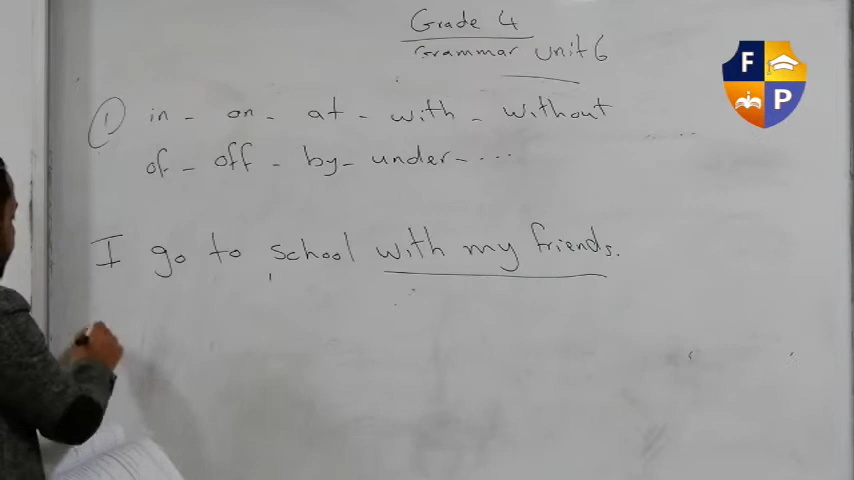 Grade 4
Grammar Unit 6
F
P
① in - on - at - with - without
of - off - by - under - ...
I go to school with my friends.